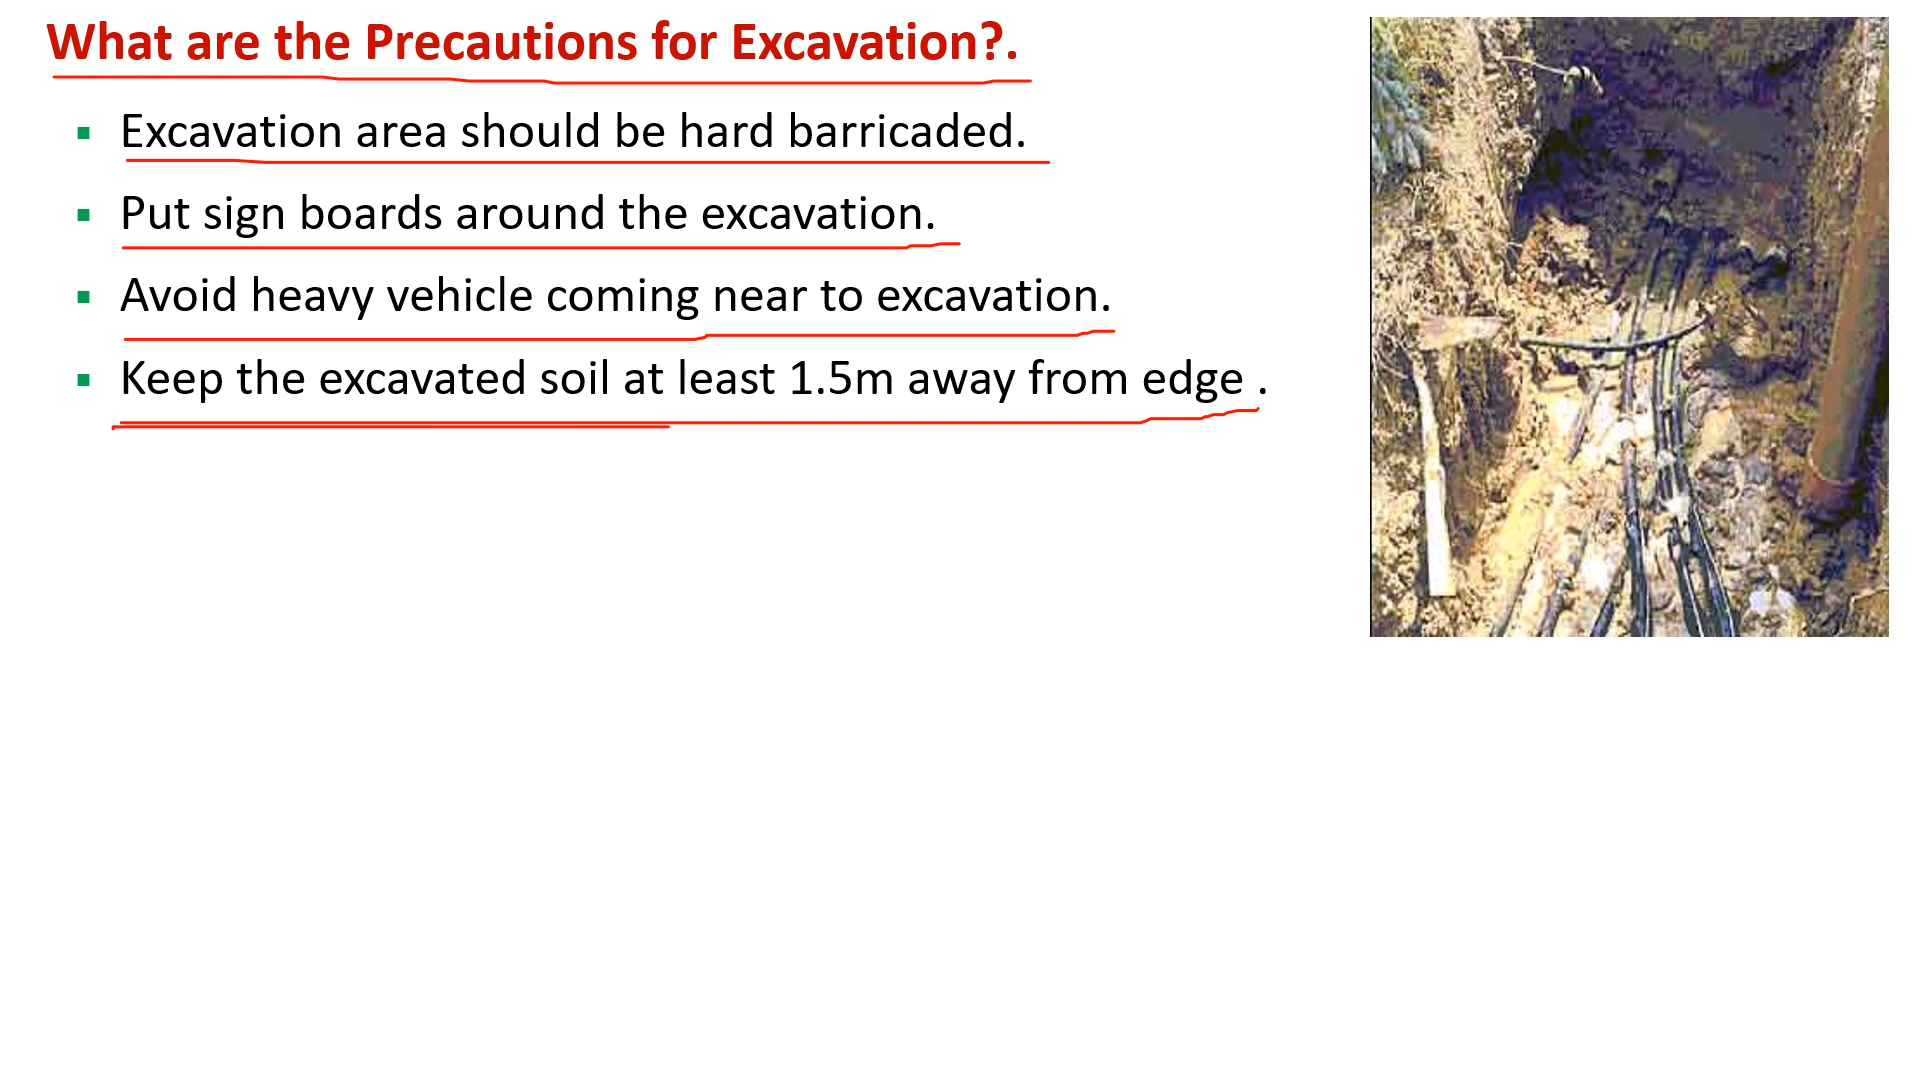 What are the Precautions for Excavation?.
▪ Excavation area should be hard barricaded.
▪ Put sign boards around the excavation.
▪ Avoid heavy vehicle coming near to excavation.
▪ Keep the excavated soil at least 1.5m away from edge .